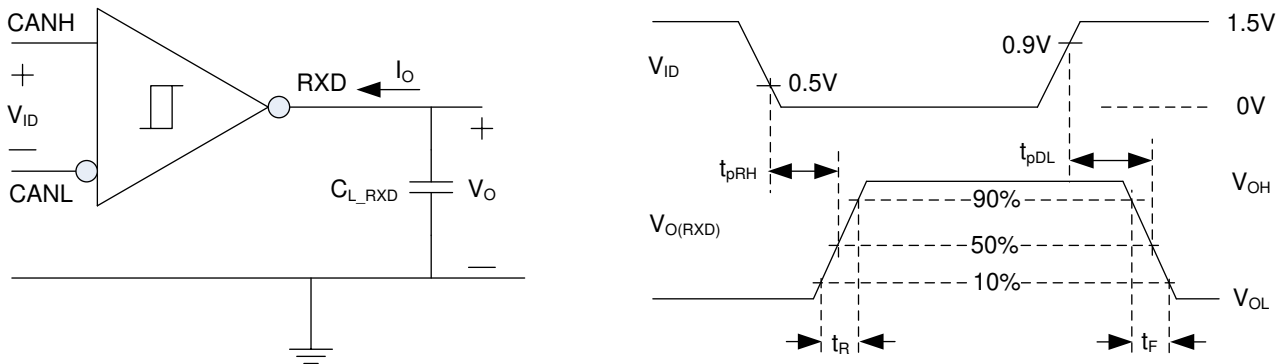 CANH
+
V_ID
—
CANL
RXD
I_O
+
C_L_RXD
V_O
—
V_ID
0.5V
0.9V
1.5V
0V
t_pRH
t_pDL
V_O(RXD)
90%
50%
10%
V_OH
V_OL
t_R
t_F